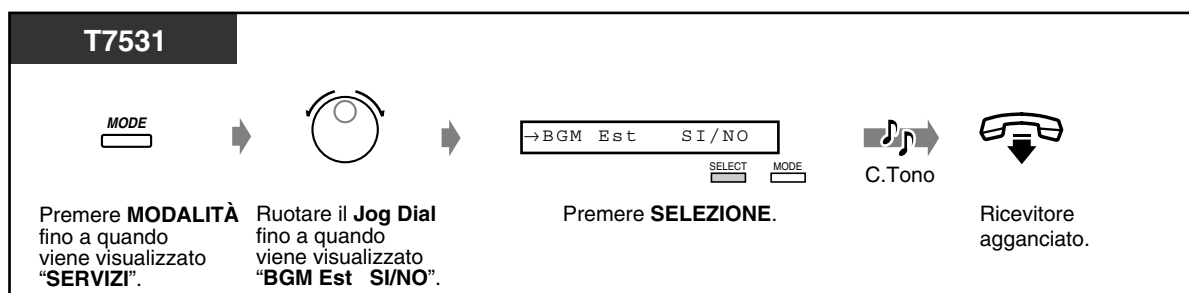 T7531
MODE
→BGM Est SI/NO
SELECT MODE
C.Tono
Premere MODALITÀ
fino a quando
viene visualizzato
“SERVIZI”.
Ruotare il Jog Dial
fino a quando
viene visualizzato
“BGM Est SI/NO”.
Premere SELEZIONE.
Ricevitore
agganciato.